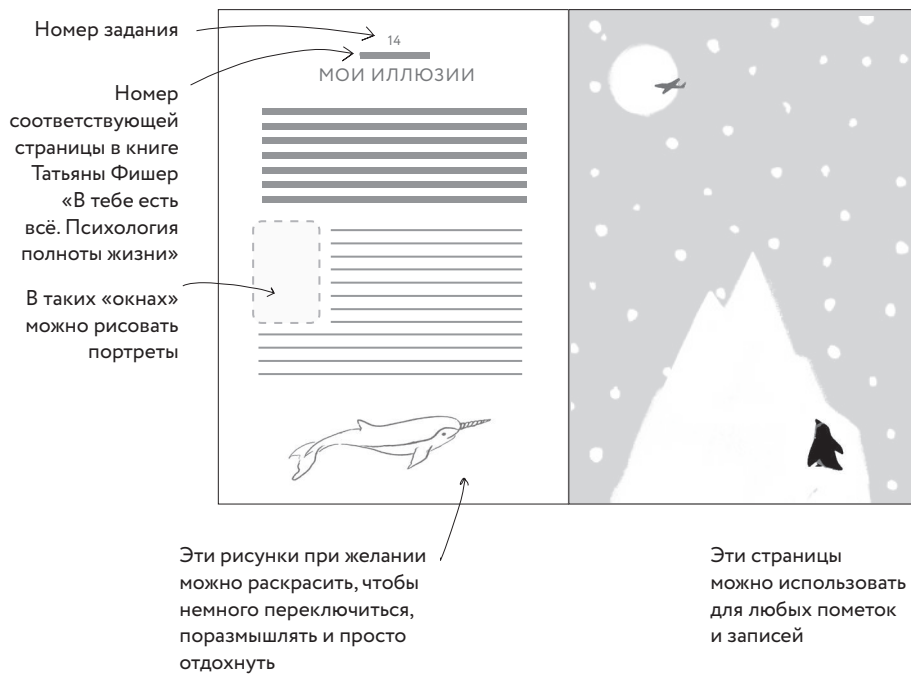 Номер задания
14
МОИ ИЛЛЮЗИИ
Номер
соответствующей
страницы в книге
Татьяны Фишер
«В тебе есть
всё. Психология
полноты жизни»
В таких «окнах»
можно рисовать
портреты
Эти рисунки при желании
можно раскрасить, чтобы
немного переключиться,
поразмышлять и просто
отдохнуть
Эти страницы
можно использовать
для любых пометок
и записей